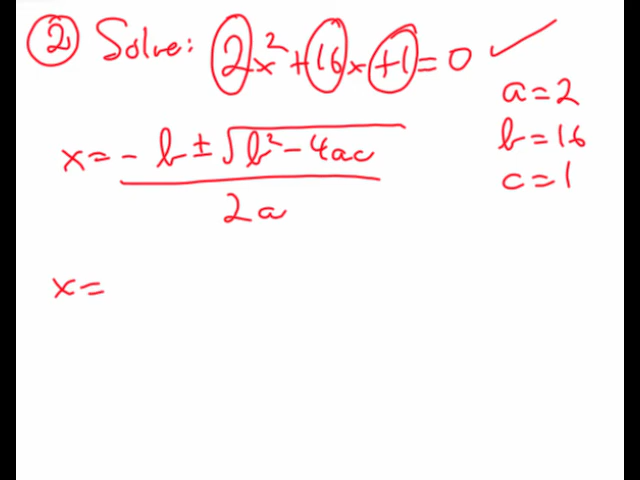 ② Solve: 2x² + 16x + 1 = 0 ✓
a = 2
b = 16
c = 1
x = -b ± √(b² - 4ac) / 2a
x =